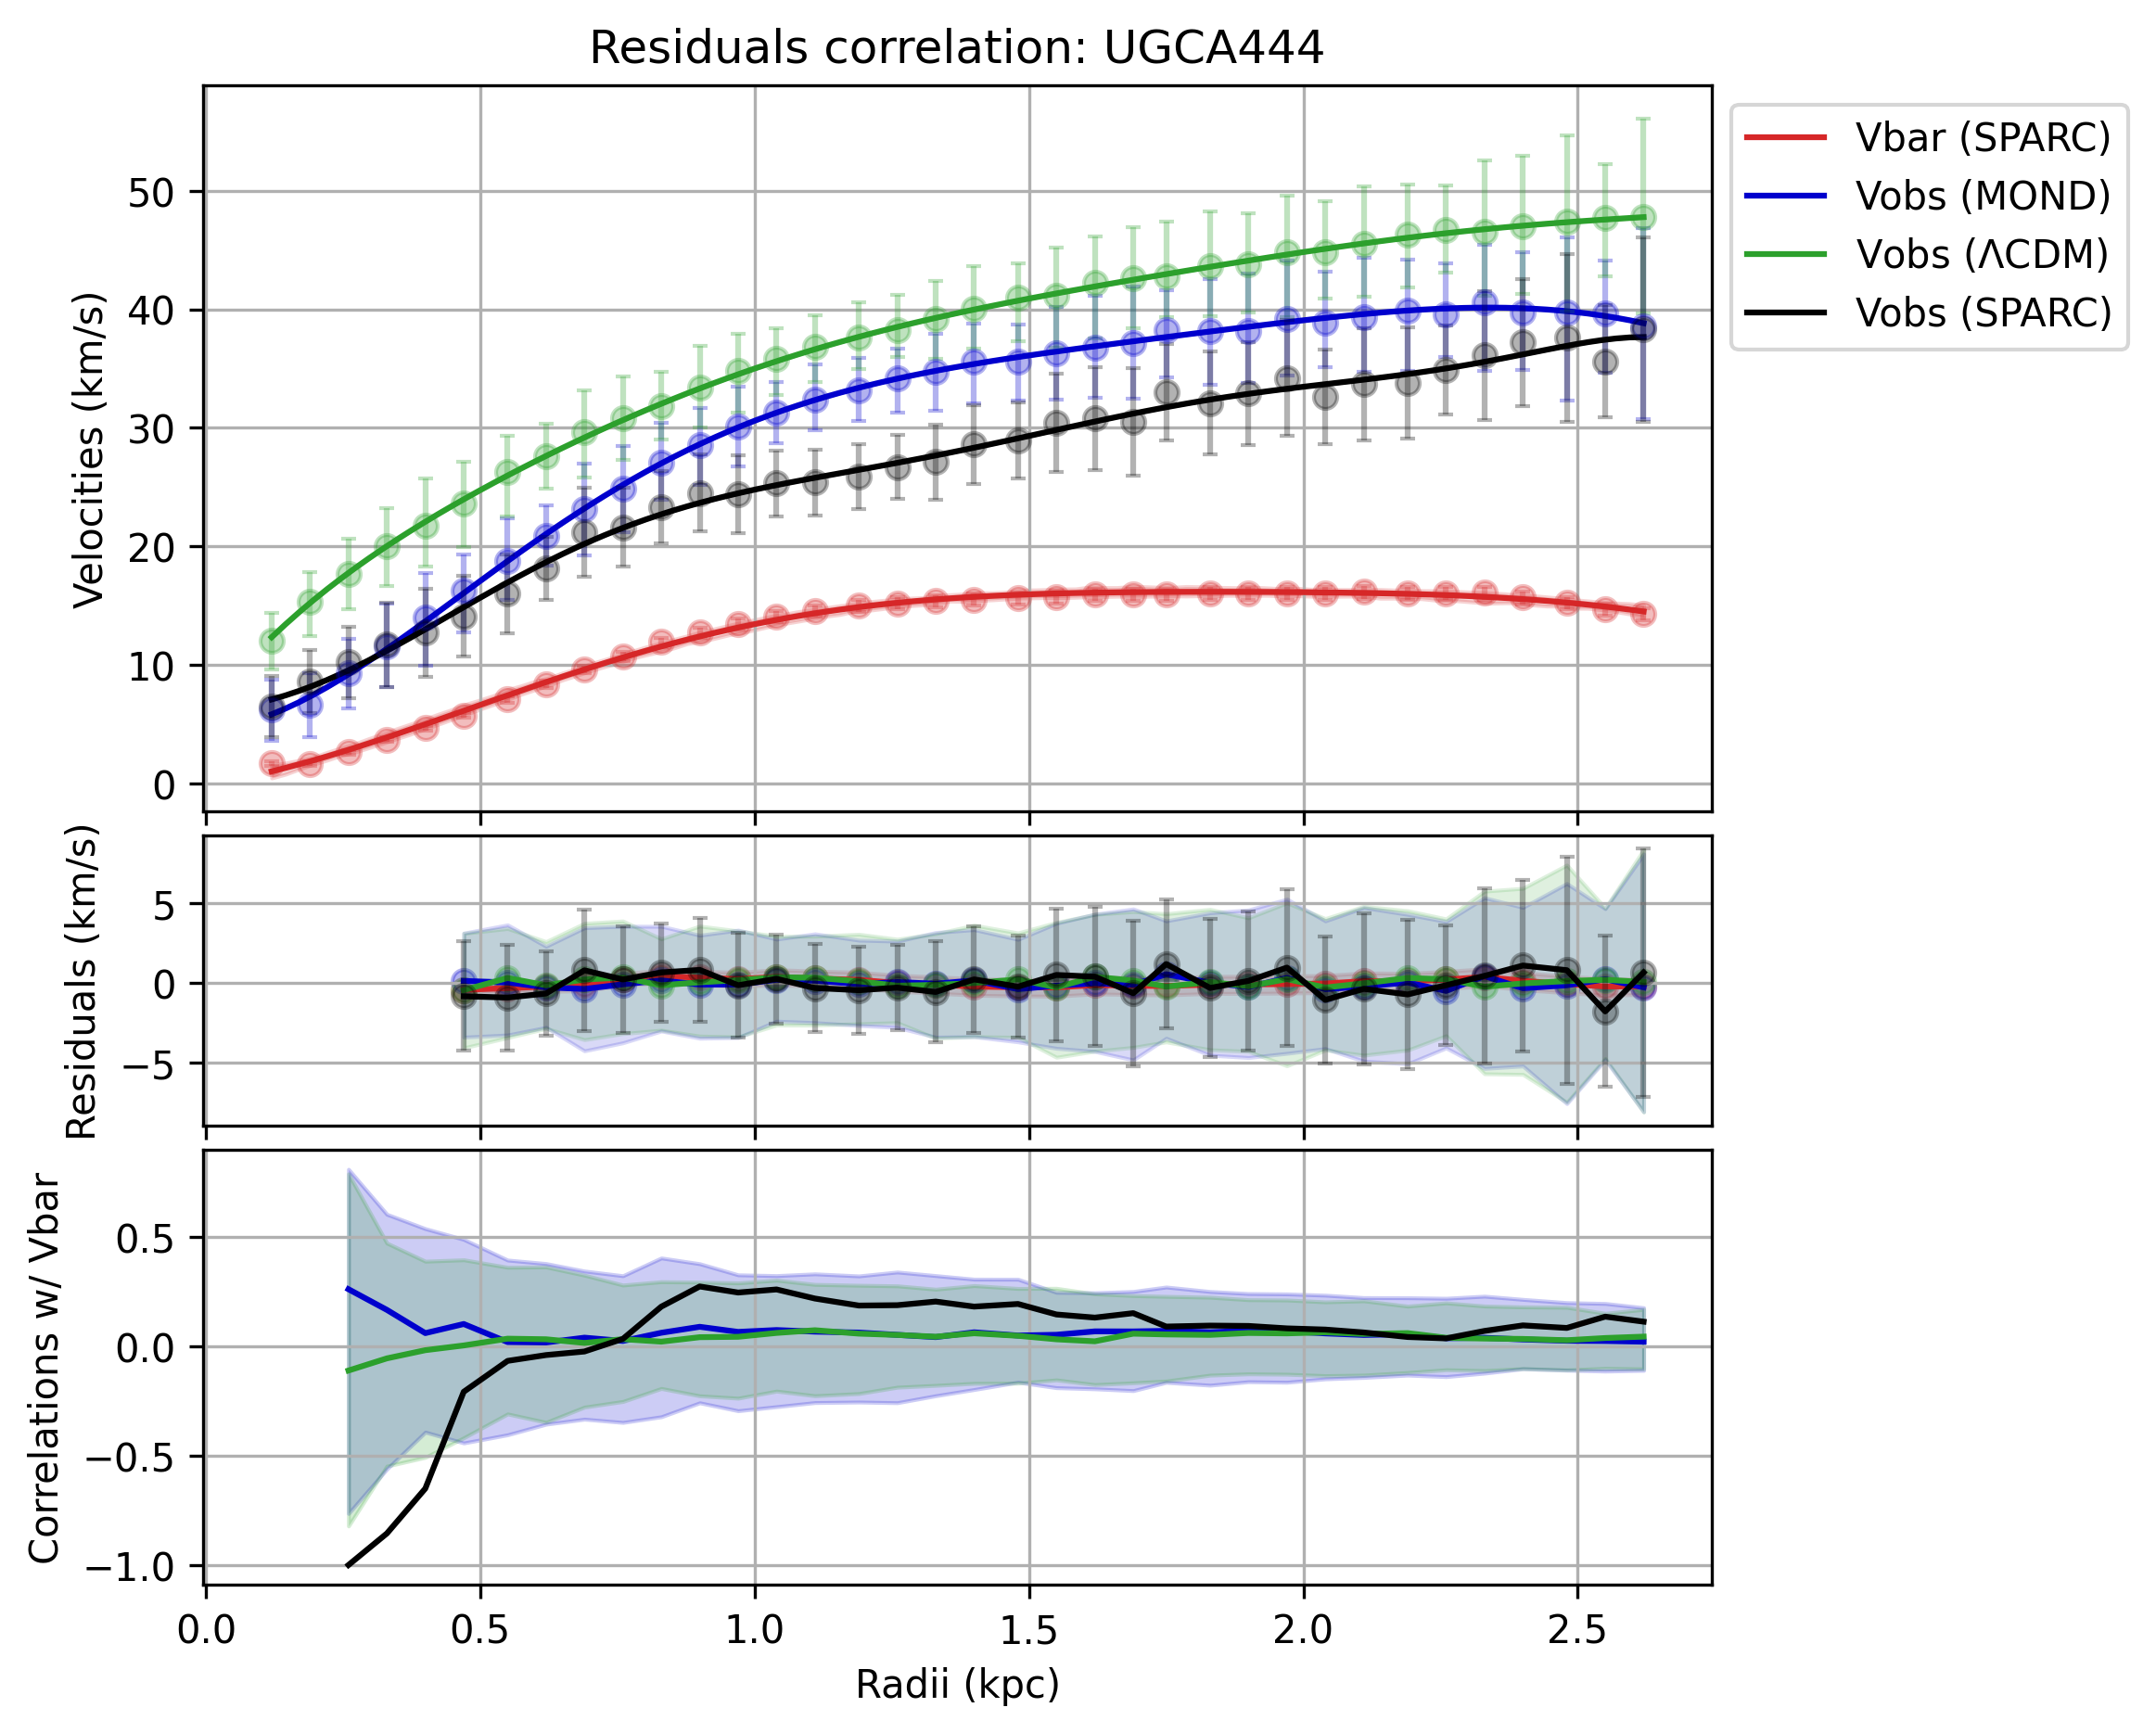 Residuals correlation: UGCA444
Velocities (km/s)
50
40
30
20
10
0
Vbar (SPARC)
Vobs (MOND)
Vobs (ΛCDM)
Vobs (SPARC)
Residuals (km/s)
5
0
−5
Correlations w/ Vbar
0.5
0.0
−0.5
−1.0
0.0 0.5 1.0 1.5 2.0 2.5
Radii (kpc)